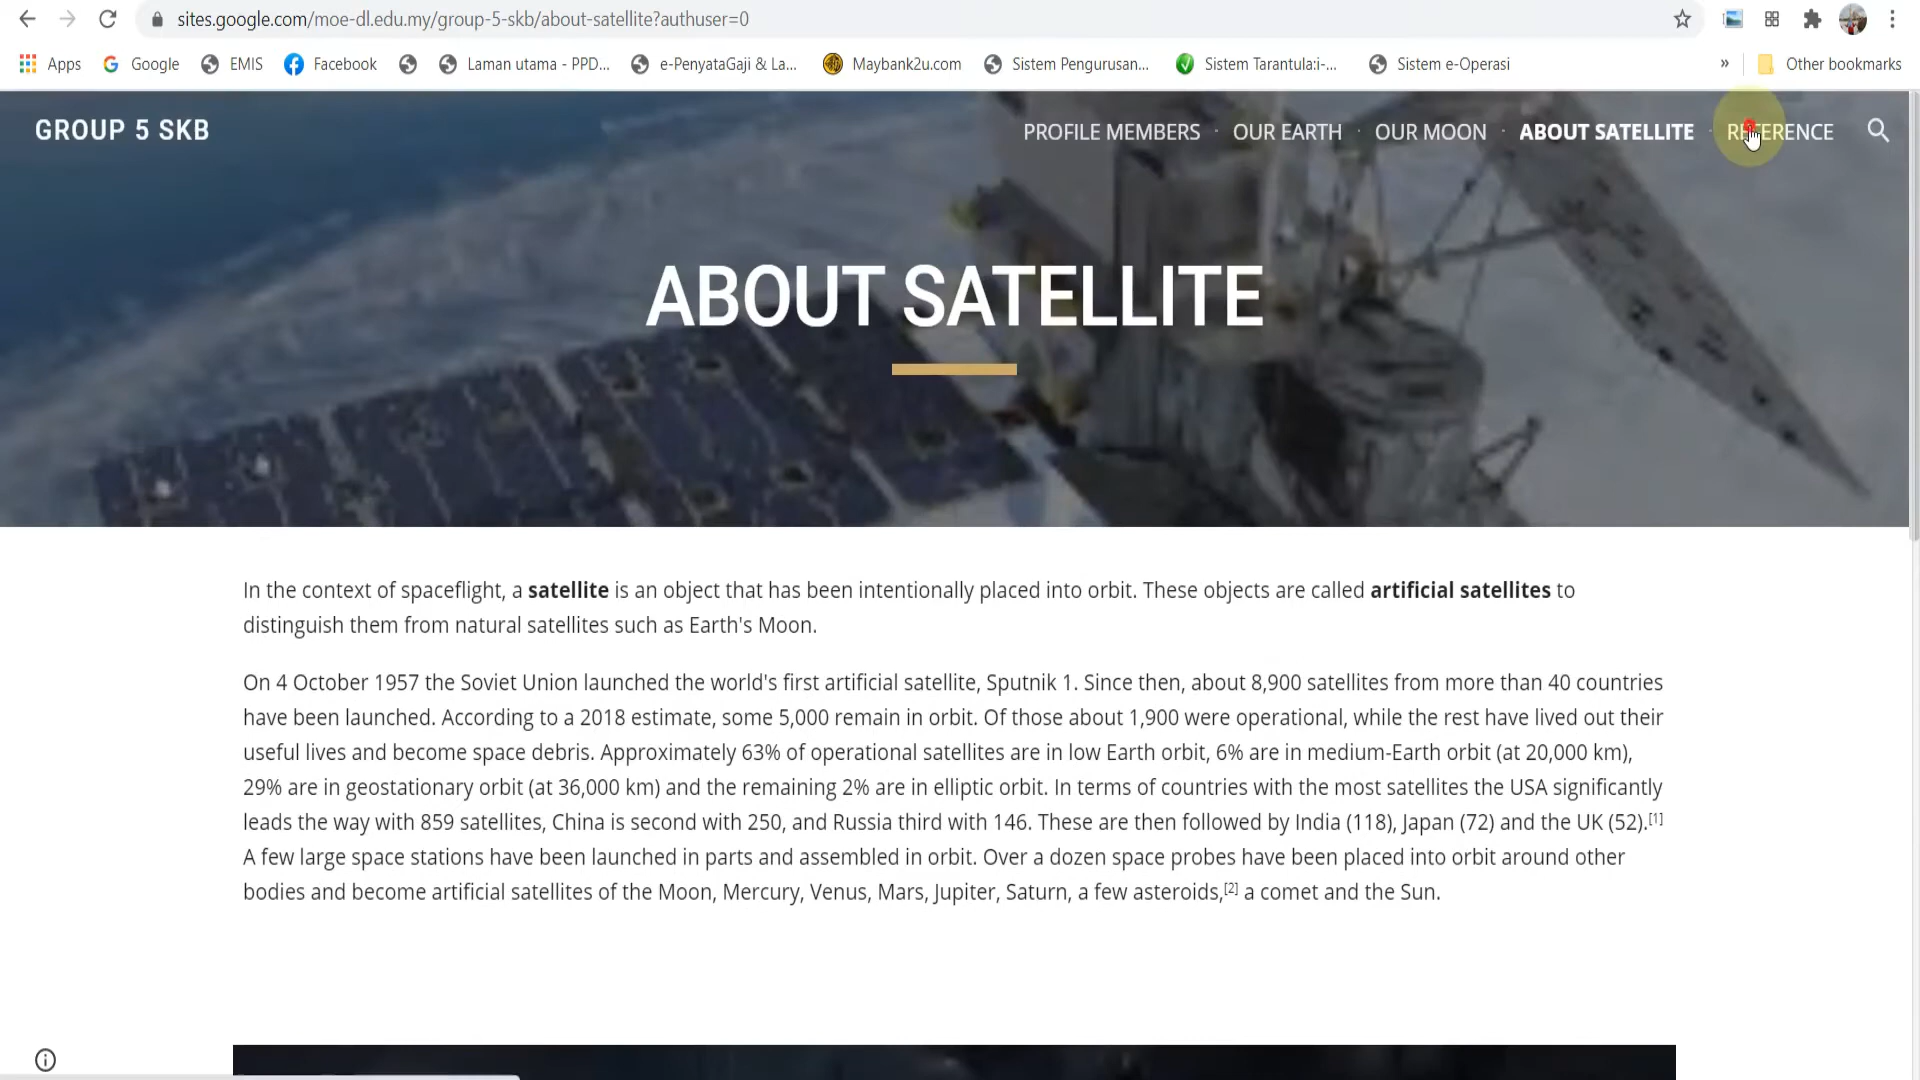 sites.google.com/moe-dl.edu.my/group-5-skb/about-satellite?authuser=0
Apps Google EMIS Facebook Laman utama - PPD... e-PenyataGaji & La... Maybank2u.com Sistem Pengurusan... Sistem Tarantula:i-... Sistem e-Operasi » Other bookmarks
GROUP 5 SKB PROFILE MEMBERS · OUR EARTH · OUR MOON · ABOUT SATELLITE · REFERENCE
ABOUT SATELLITE
In the context of spaceflight, a satellite is an object that has been intentionally placed into orbit. These objects are called artificial satellites to
distinguish them from natural satellites such as Earth's Moon.
On 4 October 1957 the Soviet Union launched the world's first artificial satellite, Sputnik 1. Since then, about 8,900 satellites from more than 40 countries
have been launched. According to a 2018 estimate, some 5,000 remain in orbit. Of those about 1,900 were operational, while the rest have lived out their
useful lives and become space debris. Approximately 63% of operational satellites are in low Earth orbit, 6% are in medium-Earth orbit (at 20,000 km),
29% are in geostationary orbit (at 36,000 km) and the remaining 2% are in elliptic orbit. In terms of countries with the most satellites the USA significantly
leads the way with 859 satellites, China is second with 250, and Russia third with 146. These are then followed by India (118), Japan (72) and the UK (52).[1]
A few large space stations have been launched in parts and assembled in orbit. Over a dozen space probes have been placed into orbit around other
bodies and become artificial satellites of the Moon, Mercury, Venus, Mars, Jupiter, Saturn, a few asteroids,[2] a comet and the Sun.